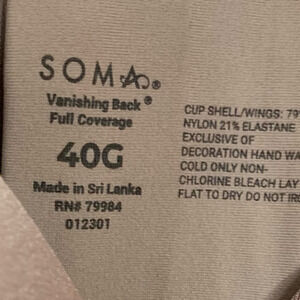 SOMA®
Vanishing Back®
Full Coverage
40G
Made in Sri Lanka
RN# 79984
012301
CUP SHELL/WINGS: 79
NYLON 21% ELASTANE
EXCLUSIVE OF
DECORATION HAND WA
COLD ONLY NON-
CHLORINE BLEACH LAY
FLAT TO DRY DO NOT IRO